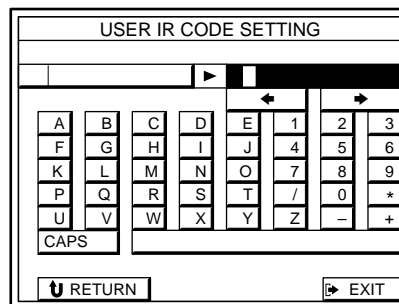 USER IR CODE SETTING
A B C D E 1 2 3
F G H I J 4 5 6
K L M N O 7 8 9
P Q R S T / 0 *
U V W X Y Z – +
CAPS
RETURN EXIT